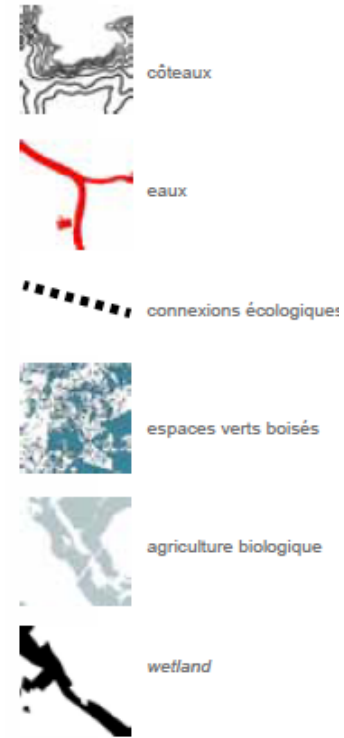 côteaux
eaux
connexions écologiques
espaces verts boisés
agriculture biologique
wetland